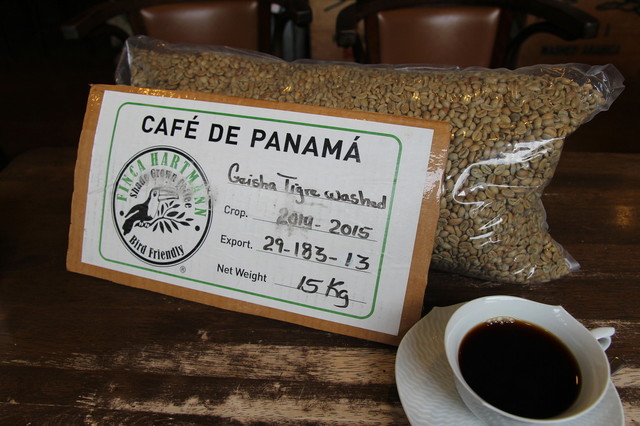 CAFÉ DE PANAMÁ
FINCA HARTMANN
Shade Grown Coffee
Bird Friendly
®
Geisha Tigre washed
Crop. 2014-2015
Export. 29-183-13
Net Weight 15 Kg